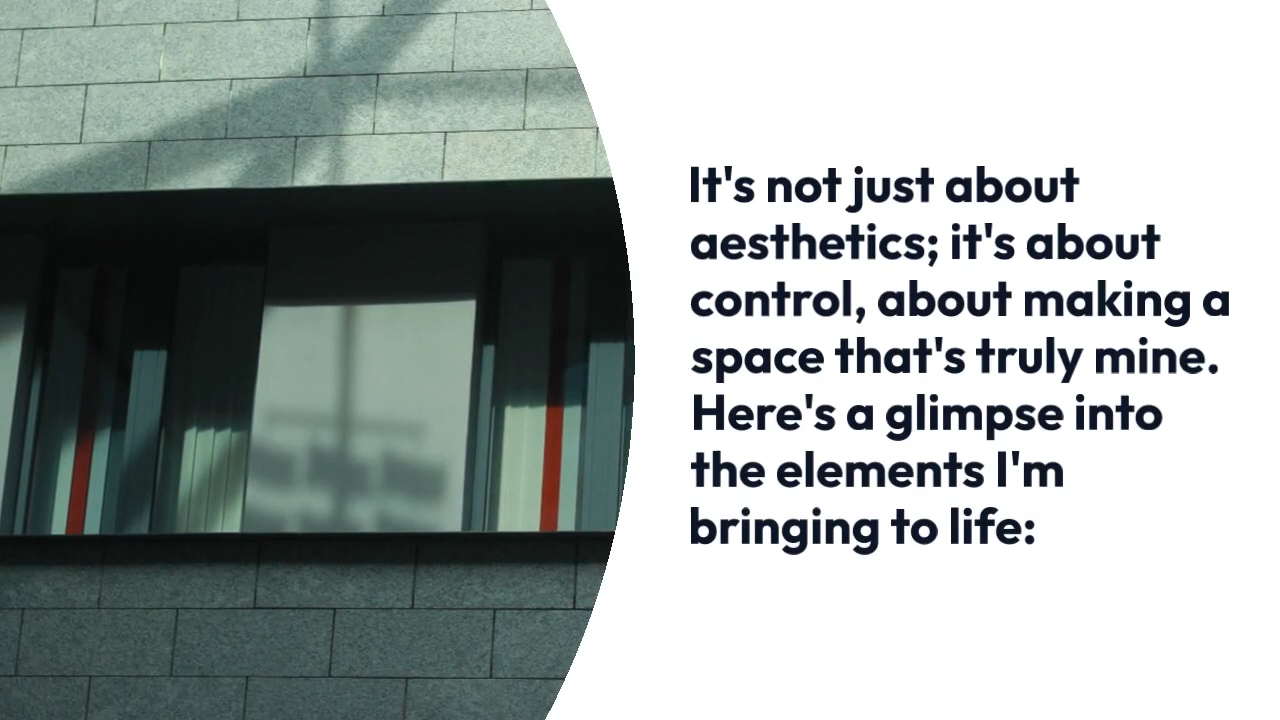 It's not just about
aesthetics; it's about
control, about making a
space that's truly mine.
Here's a glimpse into
the elements I'm
bringing to life: